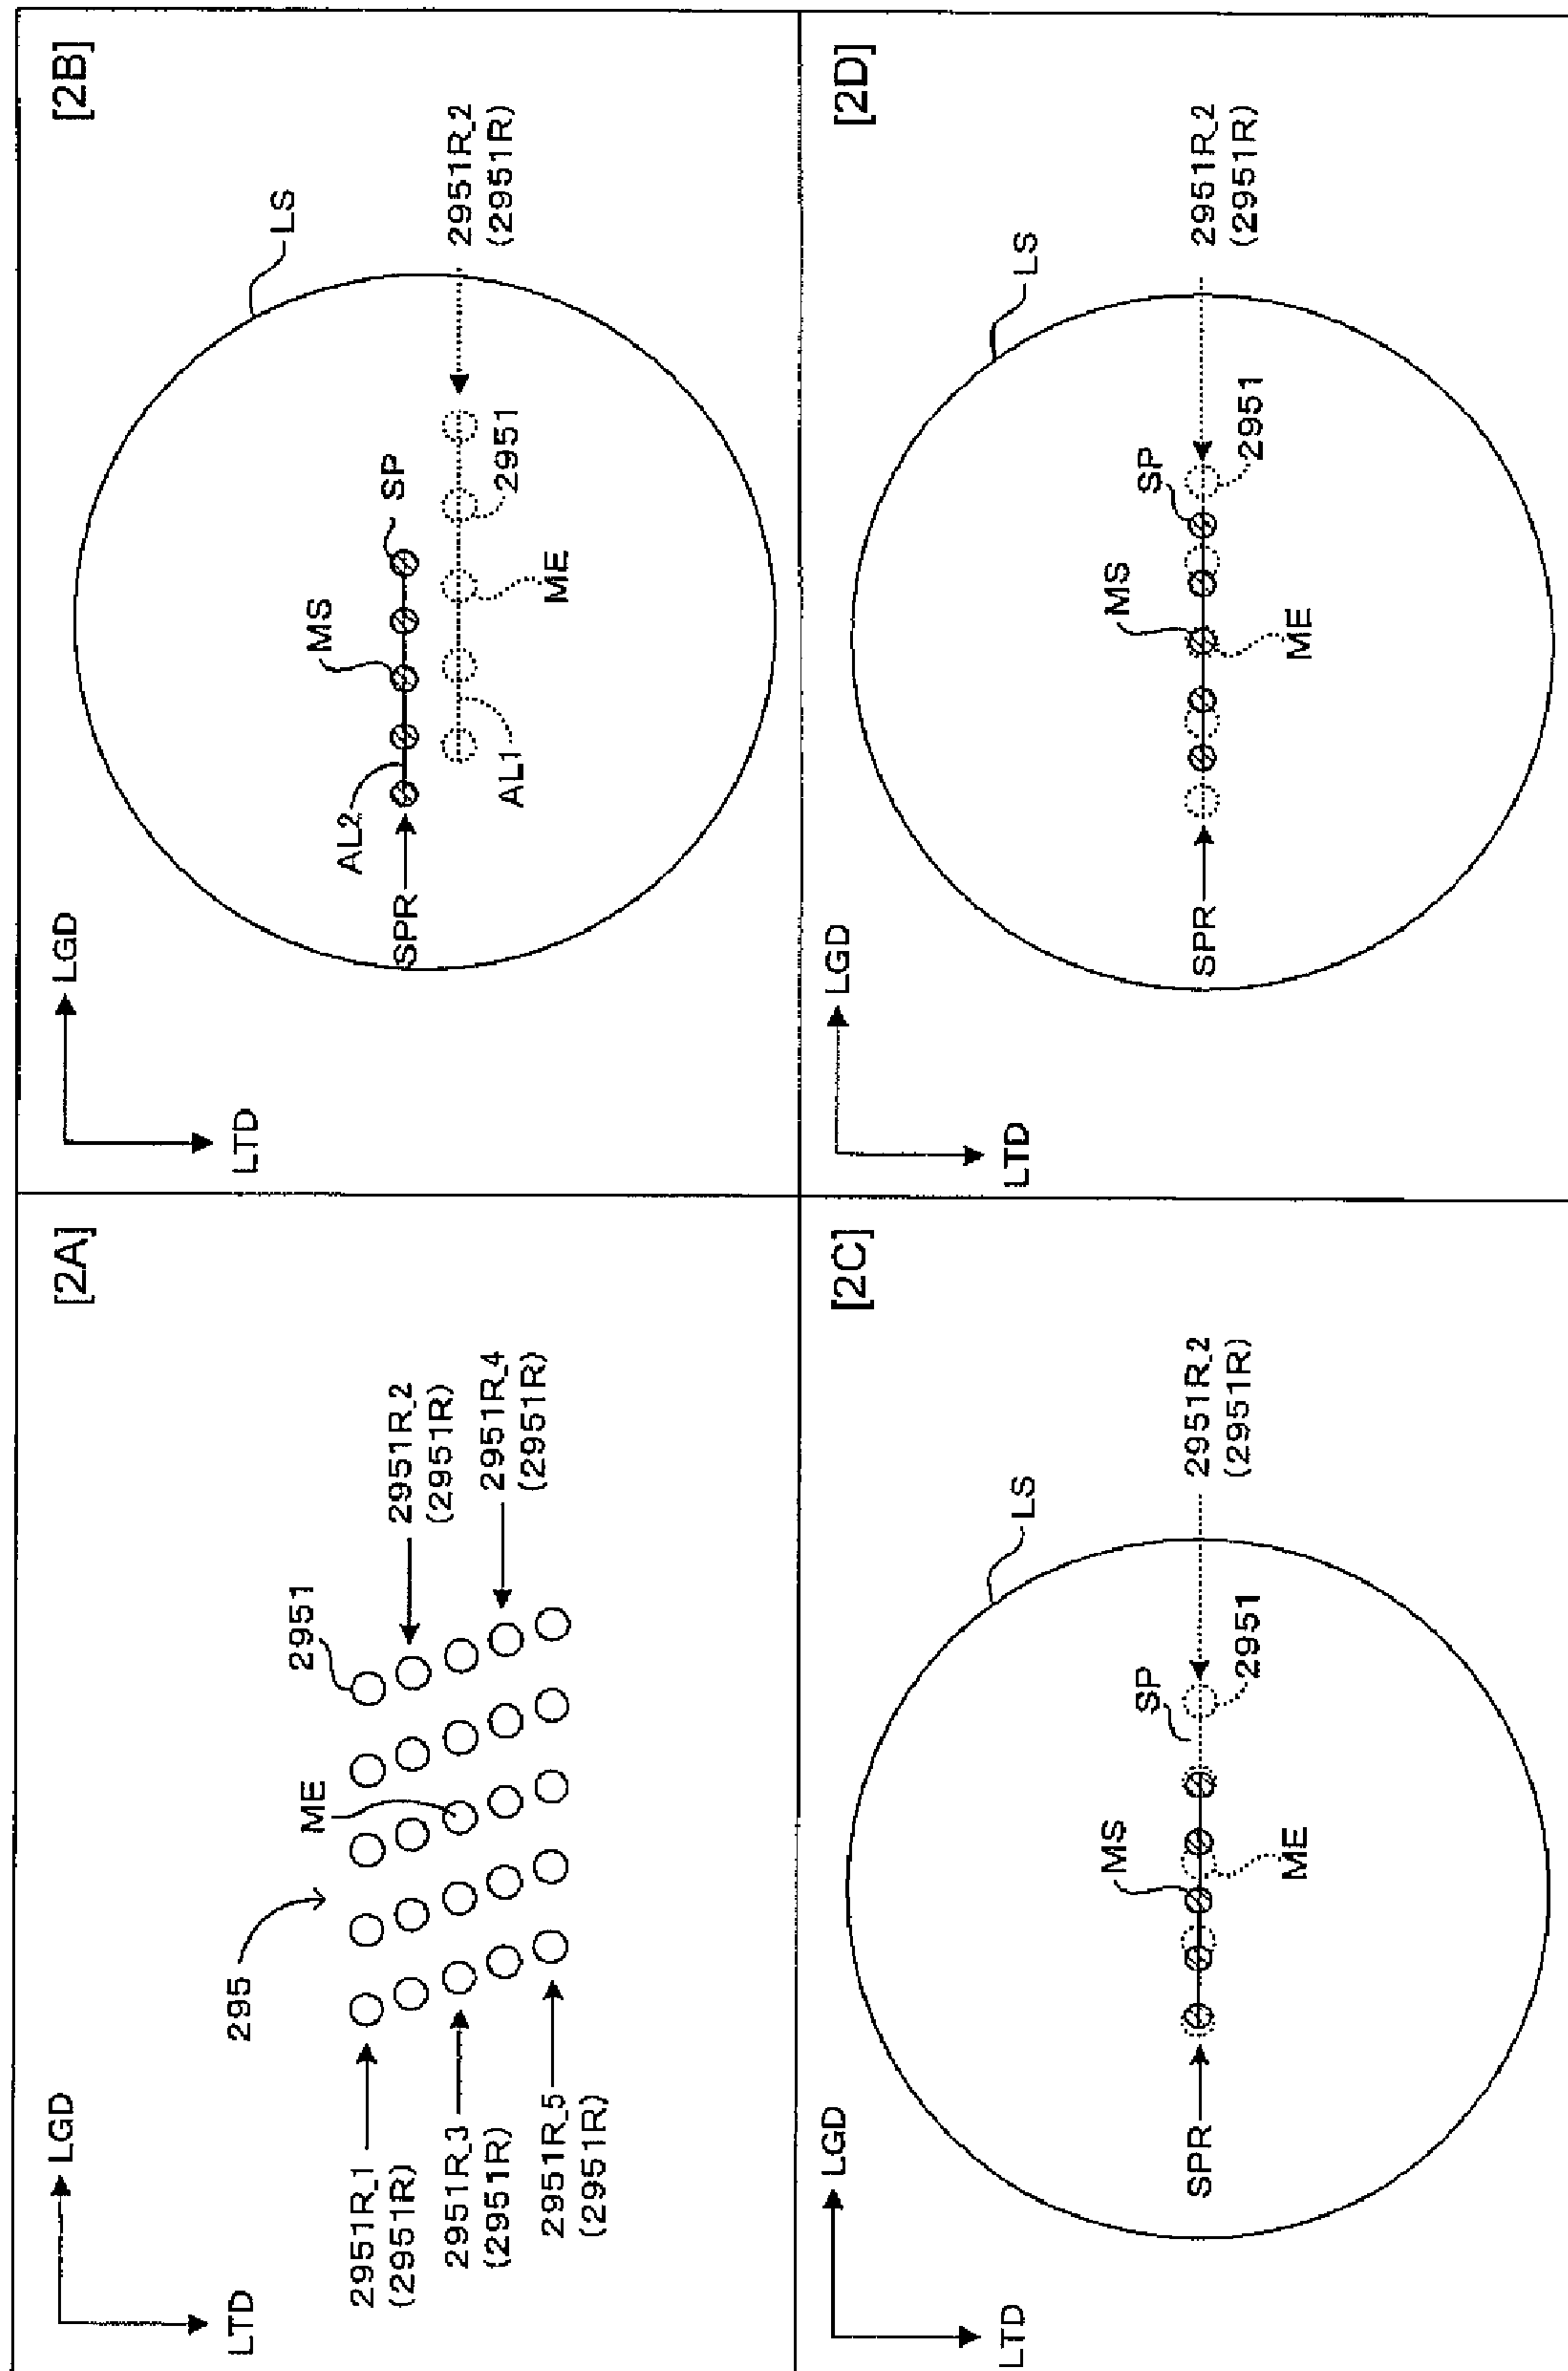 [2A]
LGD
LTD
295
ME
2951
2951R_1
(2951R)
2951R_2
(2951R)
2951R_3
(2951R)
2951R_4
(2951R)
2951R_5
(2951R)
[2B]
LGD
LTD
LS
AL2
MS
SP
SPR
2951R_2
(2951R)
2951
ME
AL1
[2C]
LGD
LTD
LS
MS
SP
SPR
2951R_2
(2951R)
2951
ME
[2D]
LGD
LTD
LS
MS
SP
SPR
2951R_2
(2951R)
2951
ME